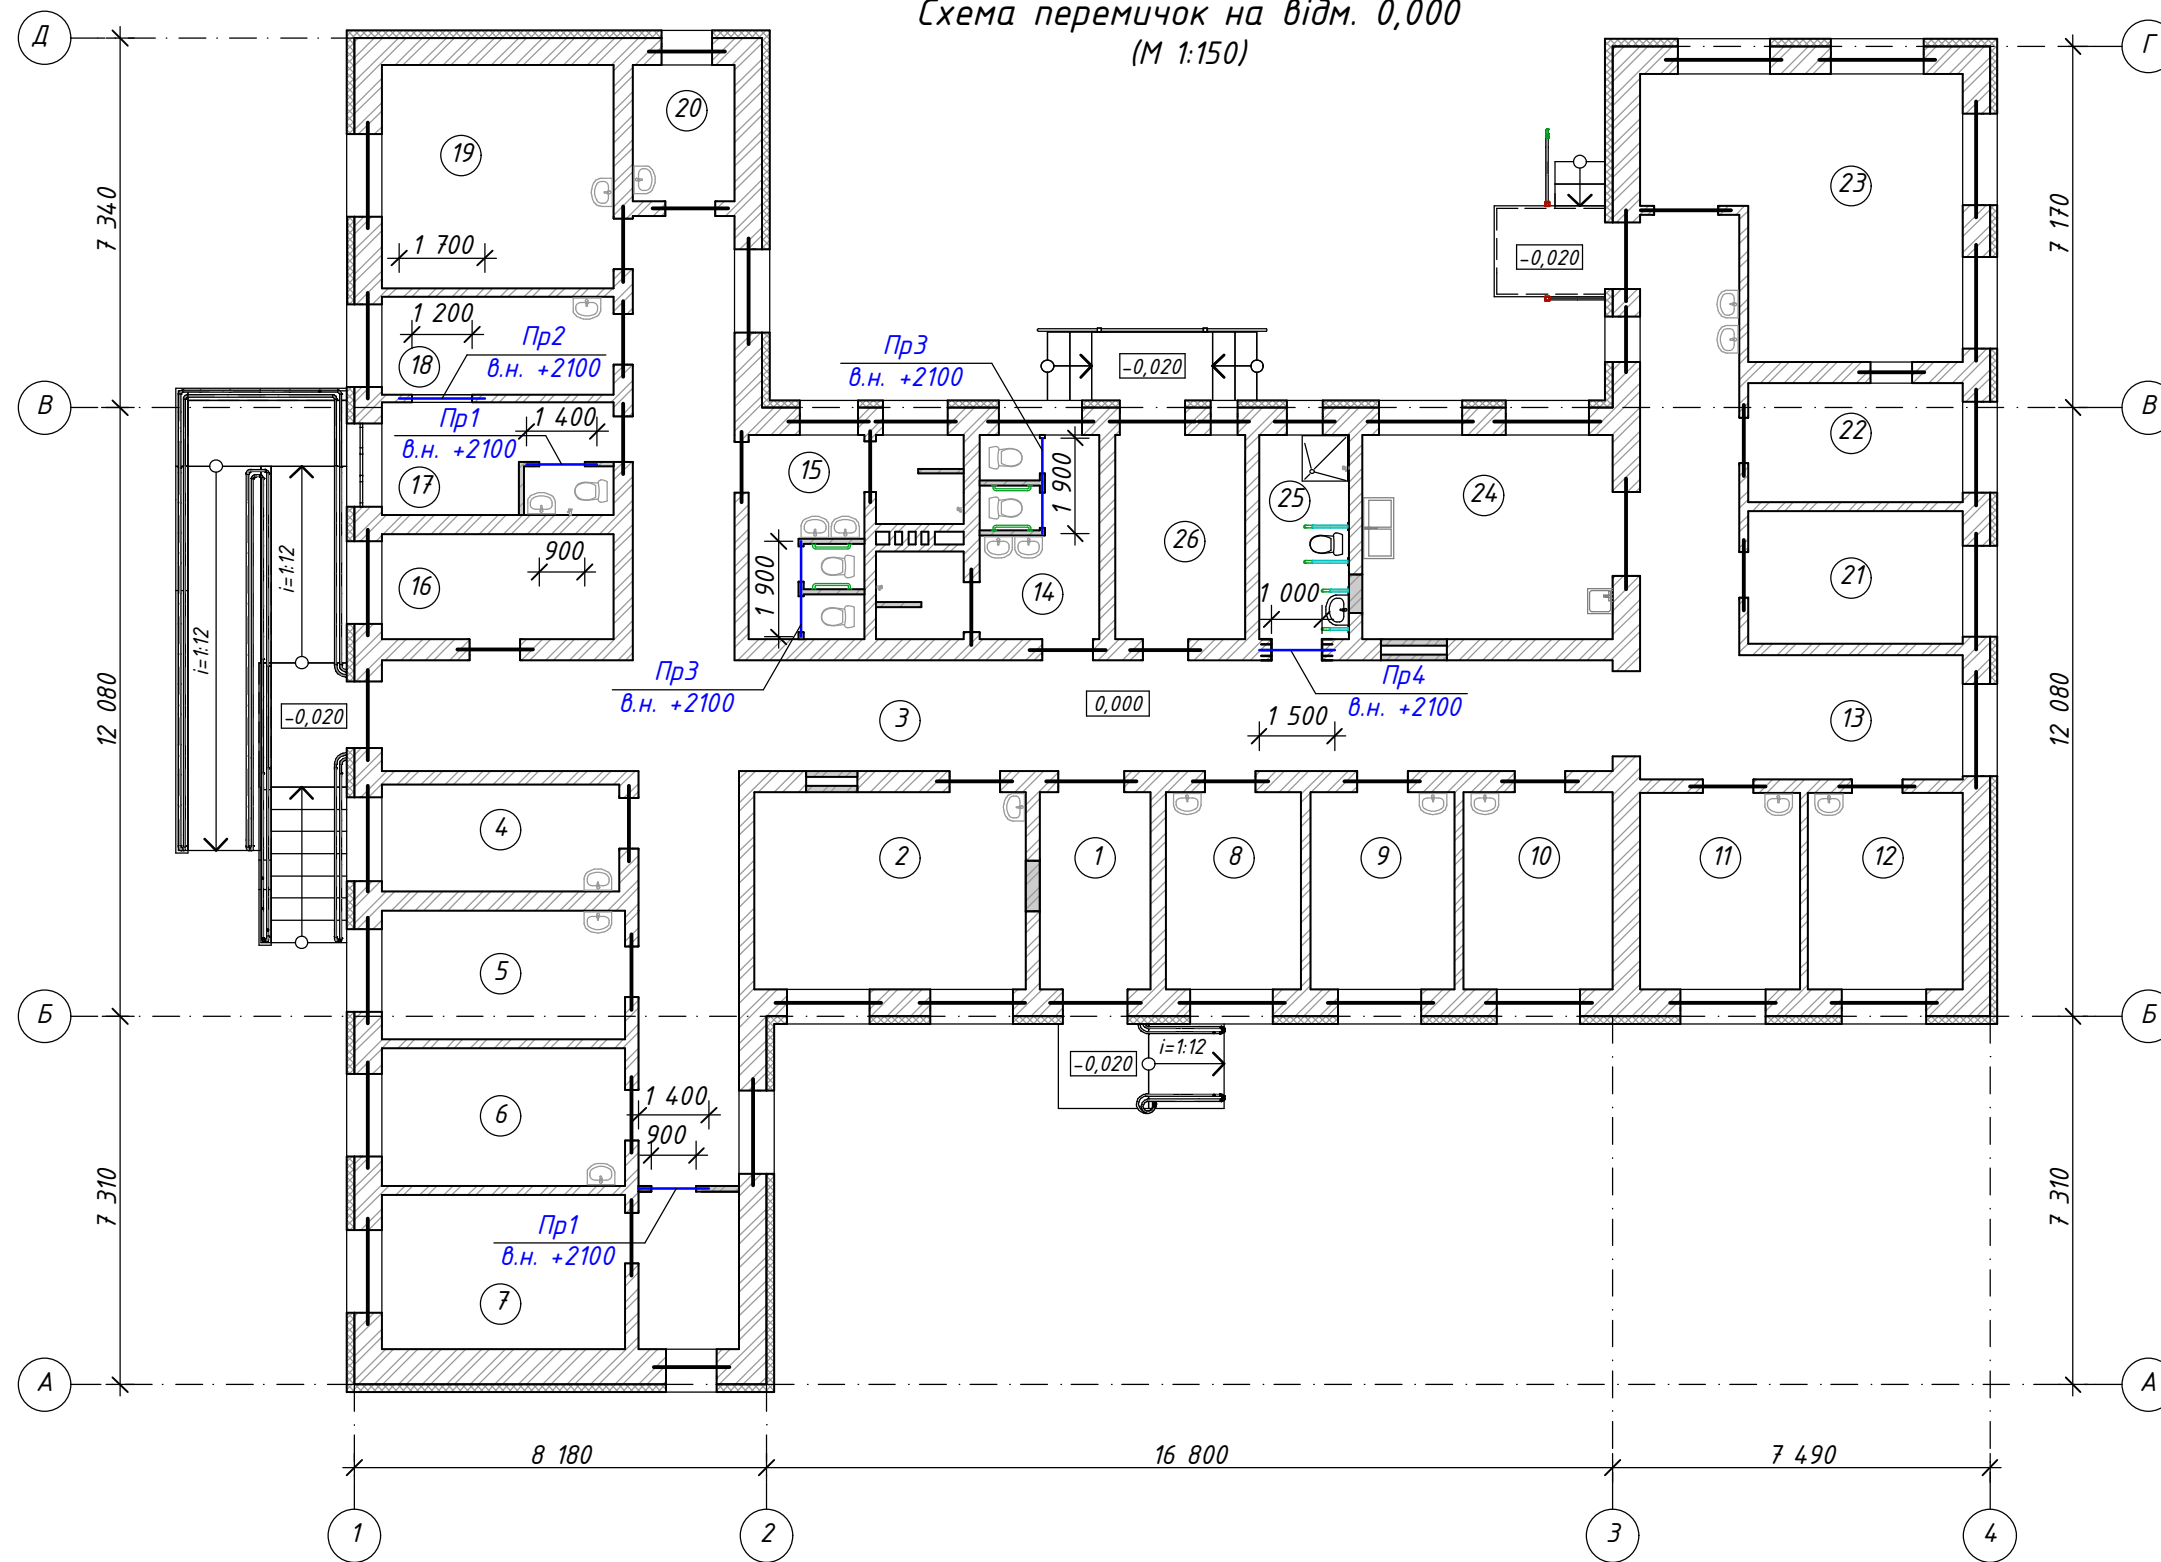 Схема перемичок на відм. 0,000
(М 1:150)
Д
Г
20
19
23
7 340
7 170
1 700
-0,020
1 200
Пр2
в.н. +2100
18
Пр3
в.н. +2100
-0,020
В
В
Пр1
в.н. +2100
1 400
22
15
17
1 900
25
24
i=1:12
900
26
21
16
1 900
14
1 000
i=1:12
Пр3
в.н. +2100
Пр4
в.н. +2100
12 080
12 080
-0,020
0,000
3
1 500
13
4
2
1
8
9
10
11
12
5
Б
Б
-0,020
i=1:12
6
1 400
900
7 310
7 310
Пр1
в.н. +2100
7
А
А
8 180
16 800
7 490
1
2
3
4